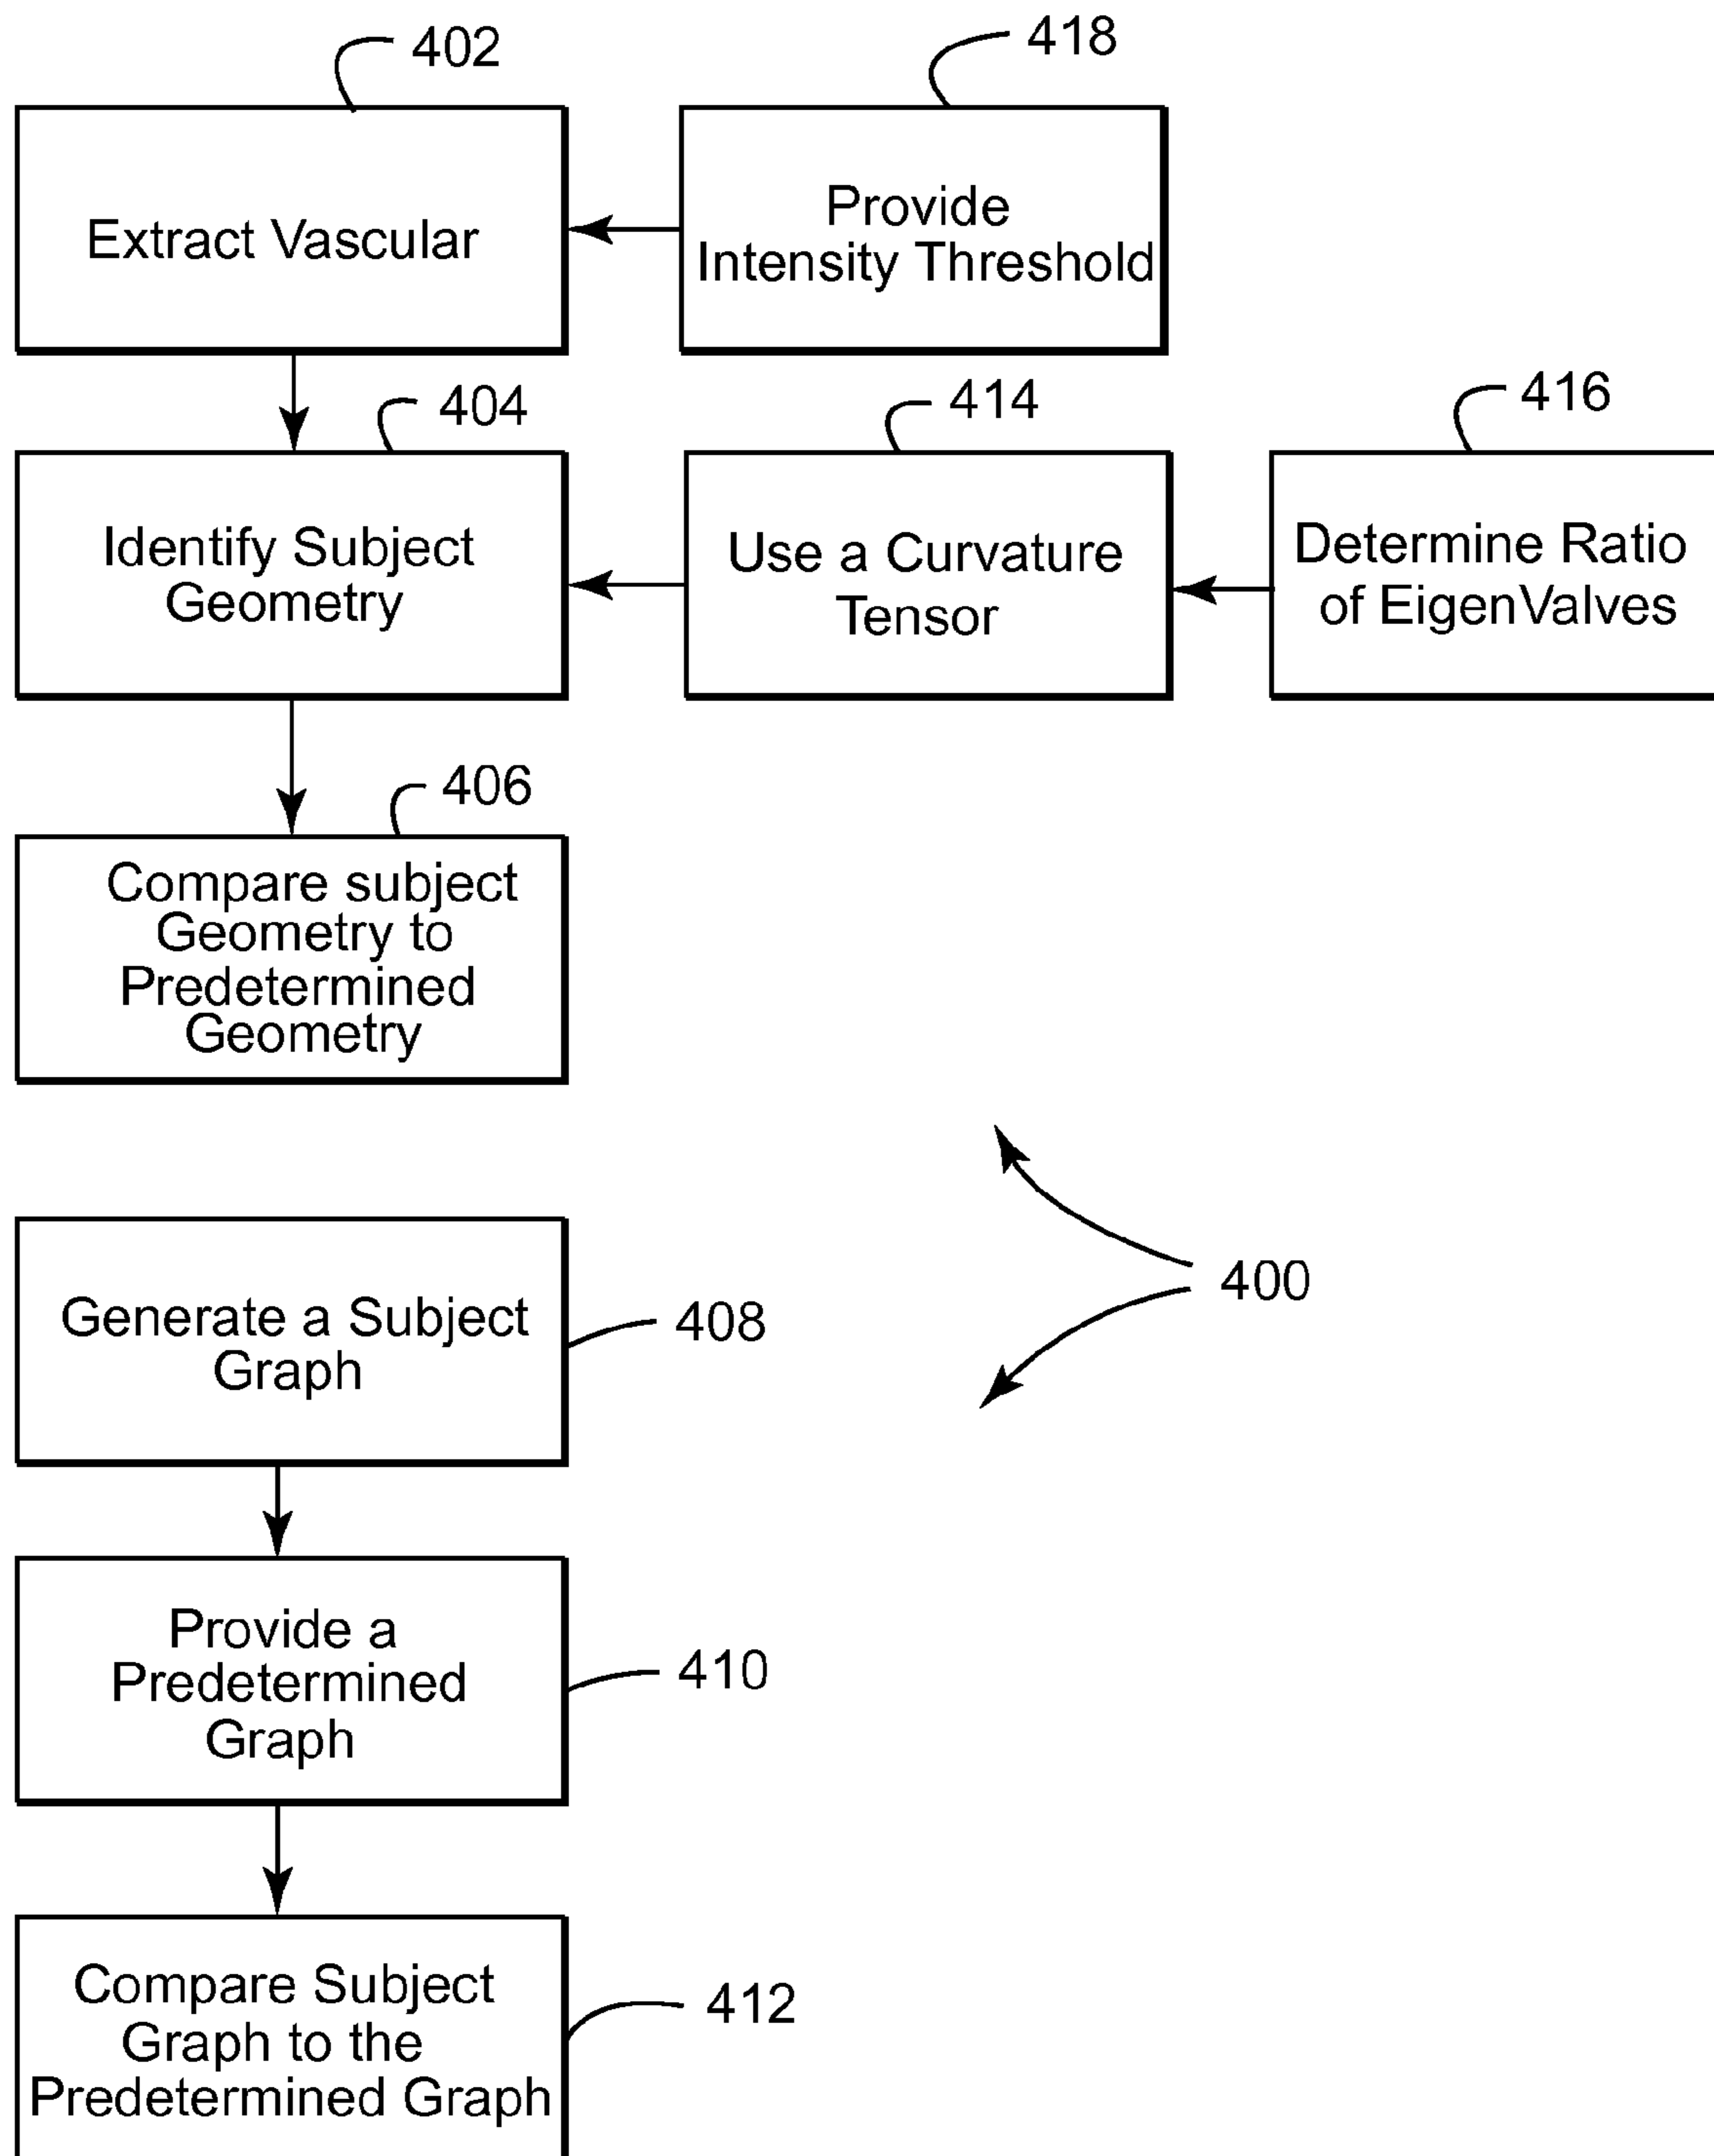 402
418
Extract Vascular
Provide
Intensity Threshold
404
414
416
Identify Subject
Geometry
Use a Curvature
Tensor
Determine Ratio
of EigenValves
406
Compare subject
Geometry to
Predetermined
Geometry
400
Generate a Subject
Graph
408
Provide a
Predetermined
Graph
410
Compare Subject
Graph to the
Predetermined Graph
412